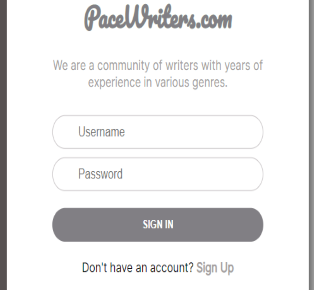 PaceWriters.com
We are a community of writers with years of
experience in various genres.
Username
Password
SIGN IN
Don't have an account? Sign Up